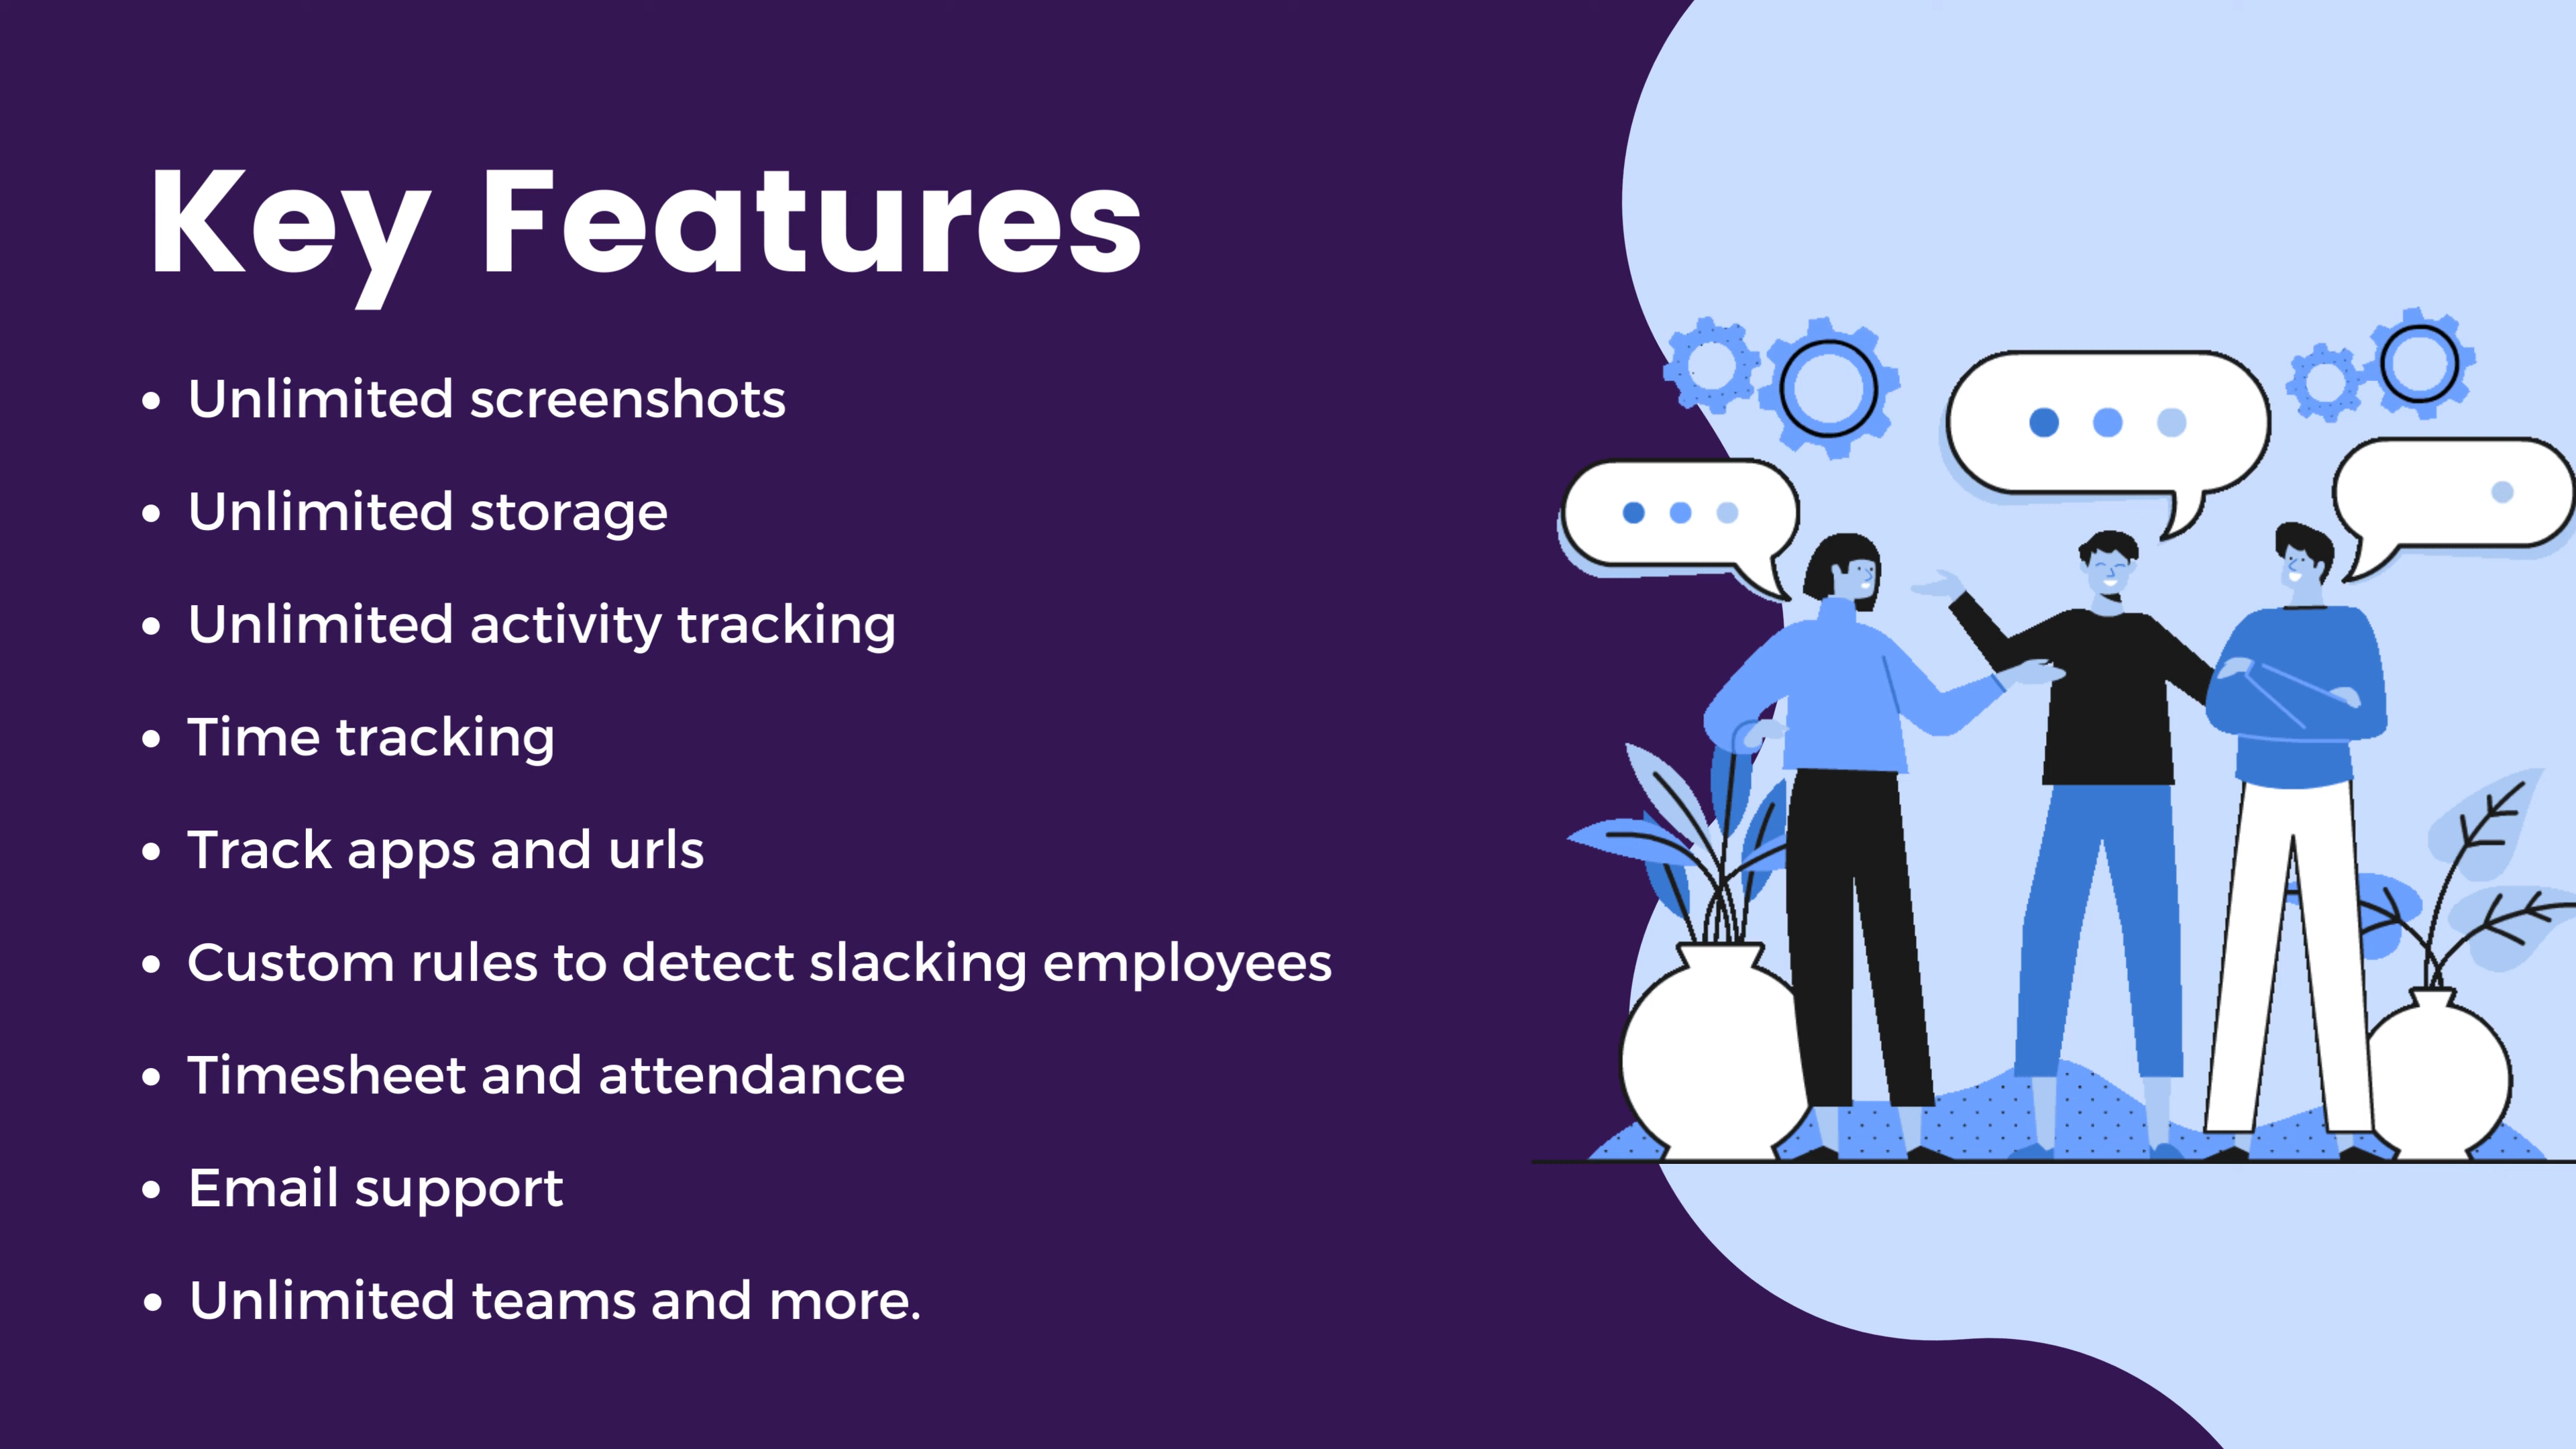 Key Features
• Unlimited screenshots
• Unlimited storage
• Unlimited activity tracking
• Time tracking
• Track apps and urls
• Custom rules to detect slacking employees
• Timesheet and attendance
• Email support
• Unlimited teams and more.